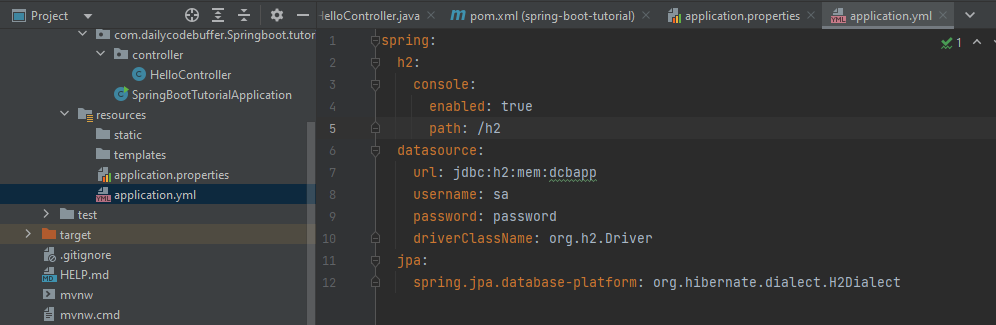 Project
com.dailycodebuffer.Springboot.tutor
controller
HelloController
SpringBootTutorialApplication
resources
static
templates
application.properties
application.yml
test
target
.gitignore
HELP.md
mvnw
mvnw.cmd
HelloController.java pom.xml (spring-boot-tutorial) application.properties application.yml
1 spring:
2 h2:
3 console:
4 enabled: true
5 path: /h2
6 datasource:
7 url: jdbc:h2:mem:dcbapp
8 username: sa
9 password: password
10 driverClassName: org.h2.Driver
11 jpa:
12 spring.jpa.database-platform: org.hibernate.dialect.H2Dialect
1